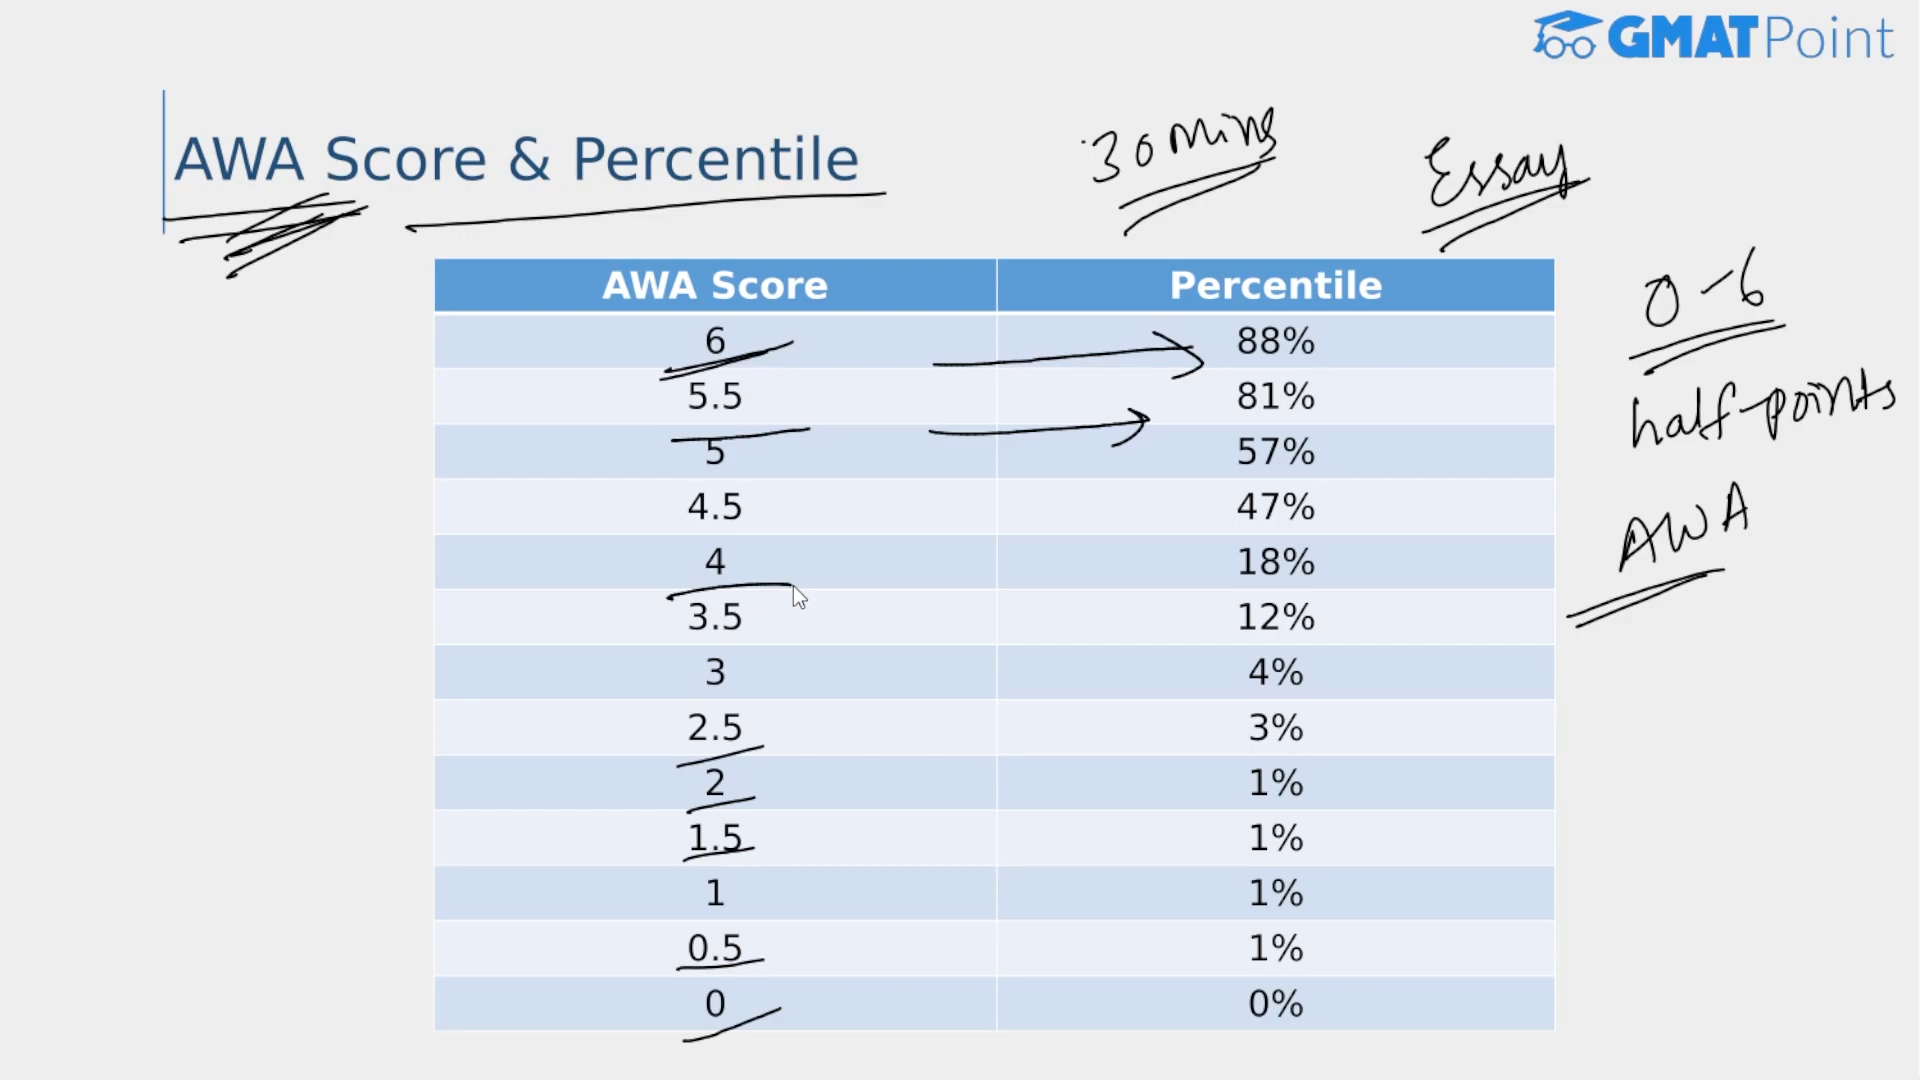 GMATPoint
AWA Score & Percentile
30 mins
Essay
AWA Score Percentile
6 88%
5.5 81%
5 57%
4.5 47%
4 18%
3.5 12%
3 4%
2.5 3%
2 1%
1.5 1%
1 1%
0.5 1%
0 0%
0-6
half-points
AWA